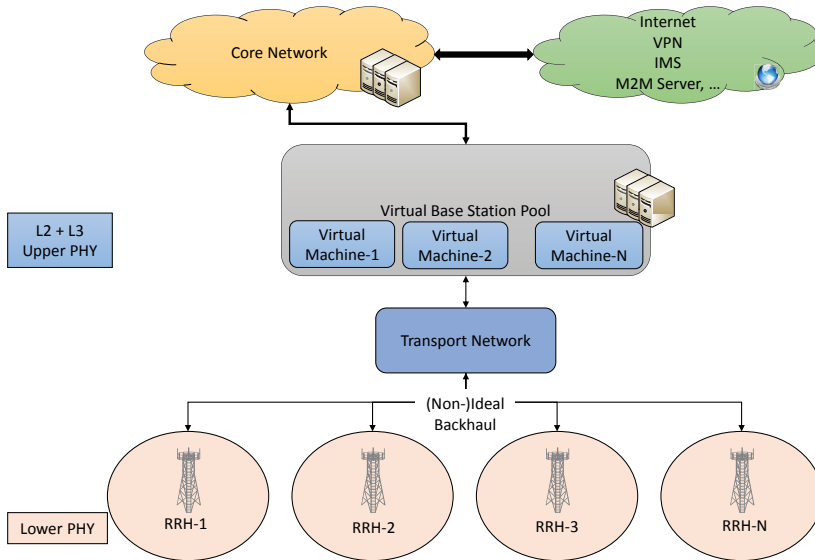 Core Network
Internet
VPN
IMS
M2M Server, ...
Virtual Base Station Pool
L2 + L3
Upper PHY
Virtual
Machine-1
Virtual
Machine-2
Virtual
Machine-N
Transport Network
(Non-)Ideal
Backhaul
Lower PHY
RRH-1
RRH-2
RRH-3
RRH-N